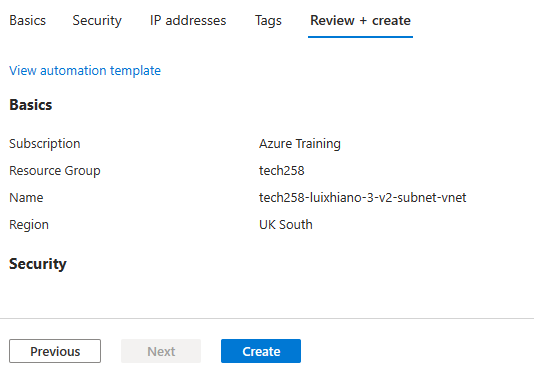 Basics Security IP addresses Tags Review + create
View automation template
Basics
Subscription Azure Training
Resource Group tech258
Name tech258-luixhiano-3-v2-subnet-vnet
Region UK South
Security
Previous Next Create